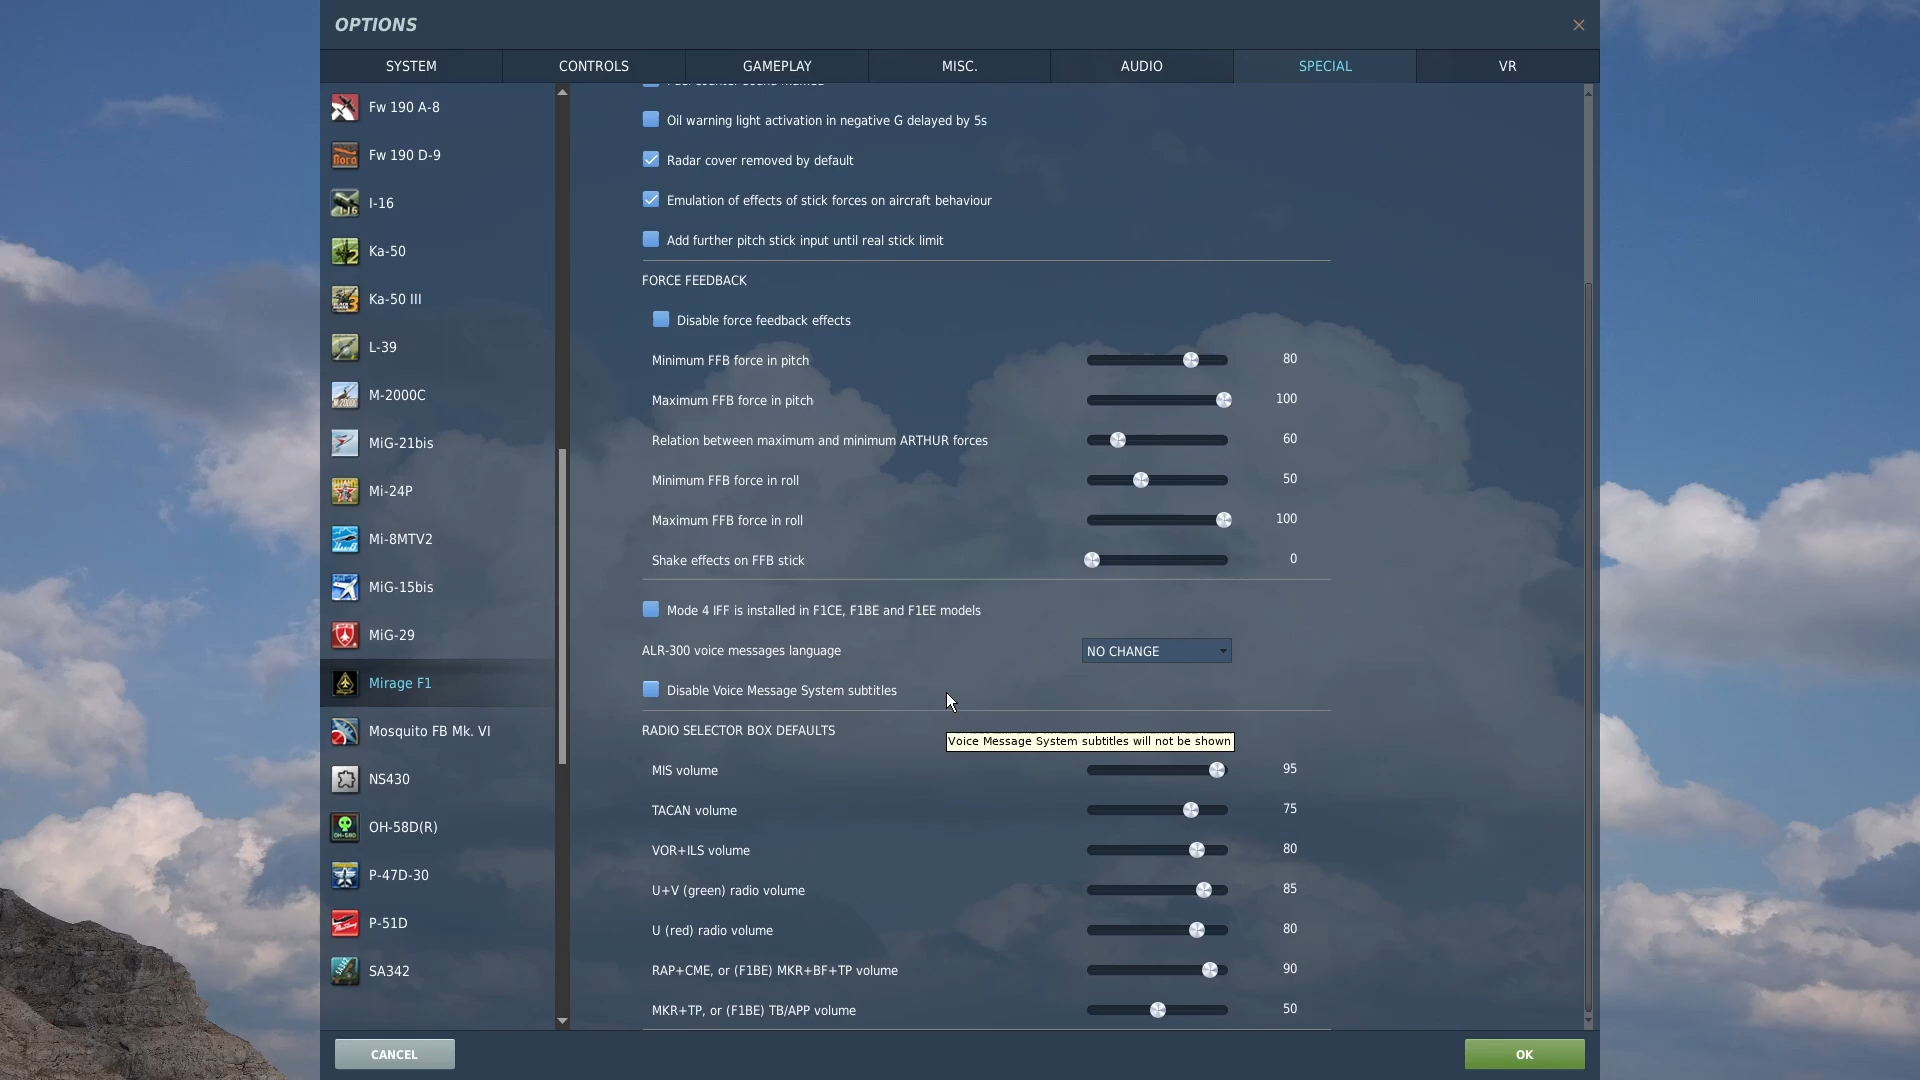 OPTIONS
SYSTEM CONTROLS GAMEPLAY MISC. AUDIO SPECIAL VR
Fw 190 A-8
Fw 190 D-9
I-16
Ka-50
Ka-50 III
L-39
M-2000C
MiG-21bis
Mi-24P
Mi-8MTV2
MiG-15bis
MiG-29
Mirage F1
Mosquito FB Mk. VI
NS430
OH-58D(R)
P-47D-30
P-51D
SA342
Oil warning light activation in negative G delayed by 5s
Radar cover removed by default
Emulation of effects of stick forces on aircraft behaviour
Add further pitch stick input until real stick limit
FORCE FEEDBACK
Disable force feedback effects
Minimum FFB force in pitch 80
Maximum FFB force in pitch 100
Relation between maximum and minimum ARTHUR forces 60
Minimum FFB force in roll 50
Maximum FFB force in roll 100
Shake effects on FFB stick 0
Mode 4 IFF is installed in F1CE, F1BE and F1EE models
ALR-300 voice messages language NO CHANGE
Disable Voice Message System subtitles
RADIO SELECTOR BOX DEFAULTS
Voice Message System subtitles will not be shown
MIS volume 95
TACAN volume 75
VOR+ILS volume 80
U+V (green) radio volume 85
U (red) radio volume 80
RAP+CME, or (F1BE) MKR+BF+TP volume 90
MKR+TP, or (F1BE) TB/APP volume 50
CANCEL OK